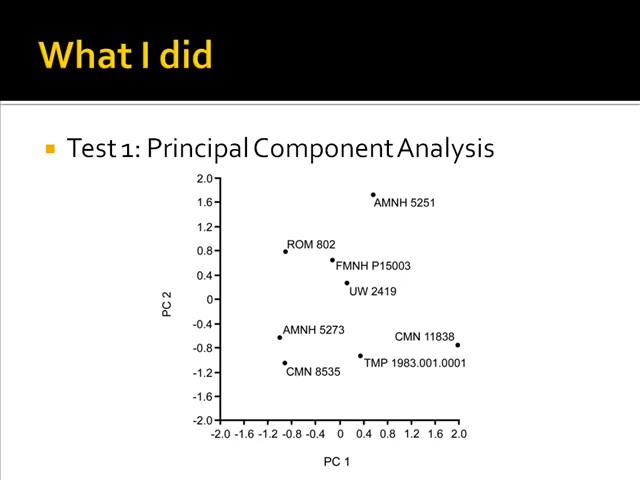 What I did
Test 1: Principal Component Analysis
2.0
1.6
AMNH 5251
1.2
ROM 802
0.8
FMNH P15003
0.4
UW 2419
0
PC 2
-0.4
AMNH 5273
CMN 11838
-0.8
TMP 1983.001.0001
CMN 8535
-1.2
-1.6
-2.0
-2.0 -1.6 -1.2 -0.8 -0.4 0 0.4 0.8 1.2 1.6 2.0
PC 1